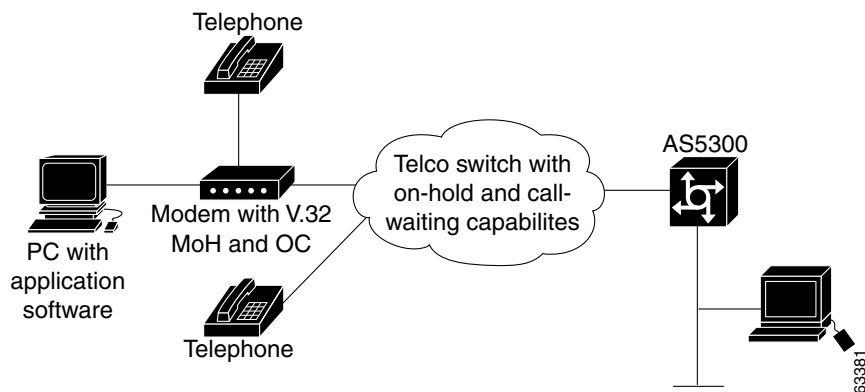 Telephone
AS5300
Telco switch with
on-hold and call-
waiting capabilites
Modem with V.32
MoH and OC
PC with
application
software
Telephone
63381